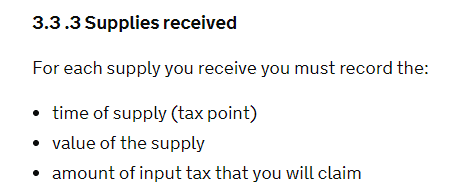 3.3 .3 Supplies received
For each supply you receive you must record the:
• time of supply (tax point)
• value of the supply
• amount of input tax that you will claim